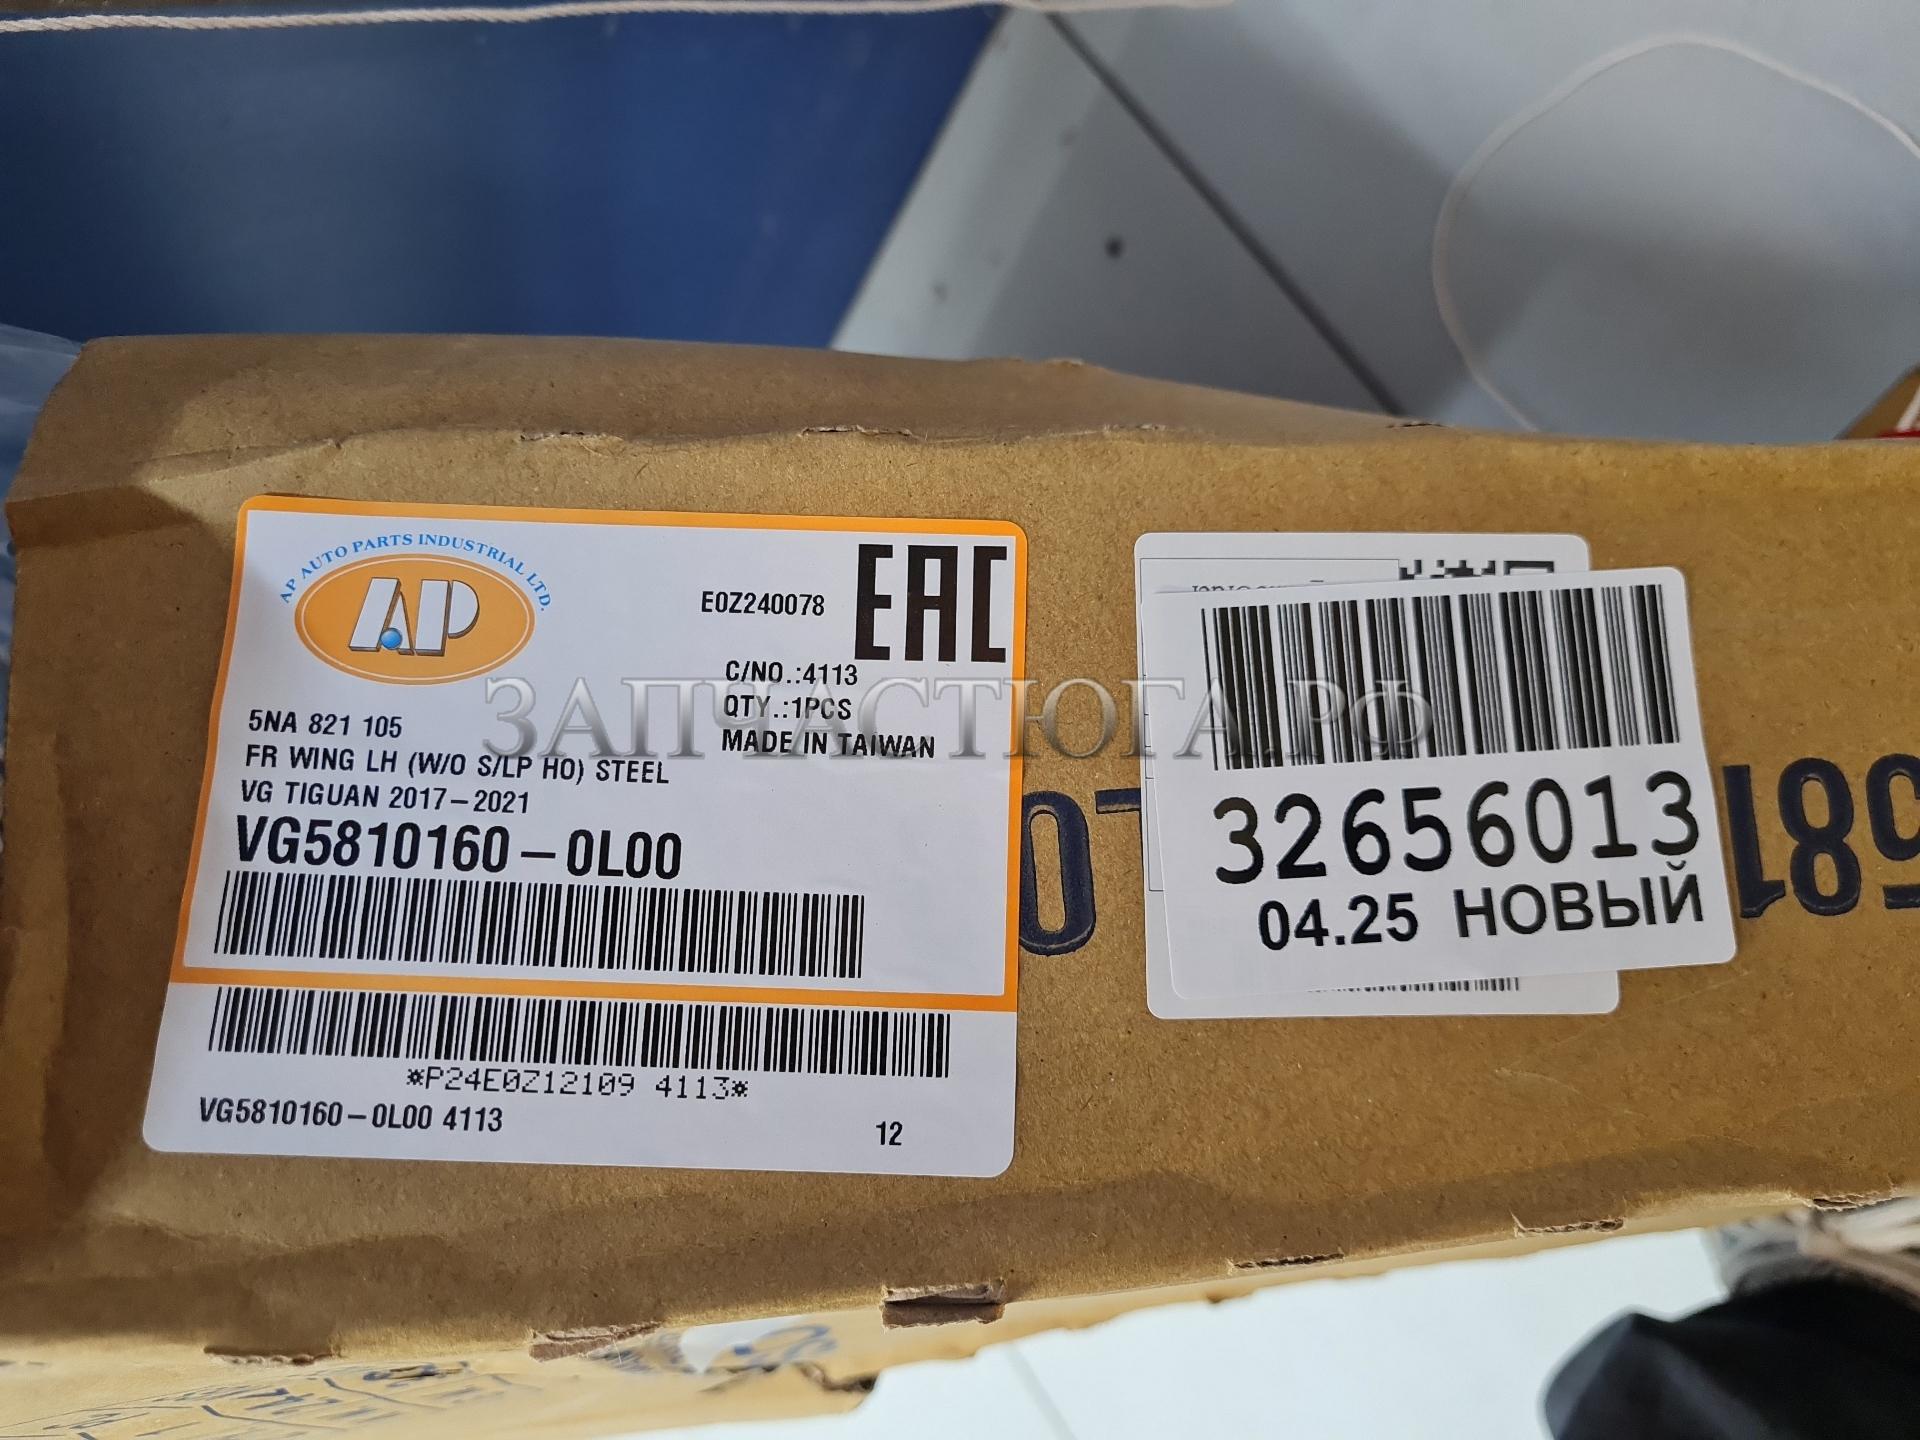 AP AUTO PARTS INDUSTRIAL LTD.
AP
E0Z240078
EAC
C/NO.:4113
QTY.:1PCS
MADE IN TAIWAN
5NA 821 105
FR WING LH (W/O S/LP HO) STEEL
VG TIGUAN 2017-2021
VG5810160-0L00
*P24E0Z12109 4113*
VG5810160-0L00 4113
12
ЗАПЧАСТЮГА.РФ
32656013
04.25 НОВЫЙ
581
L0